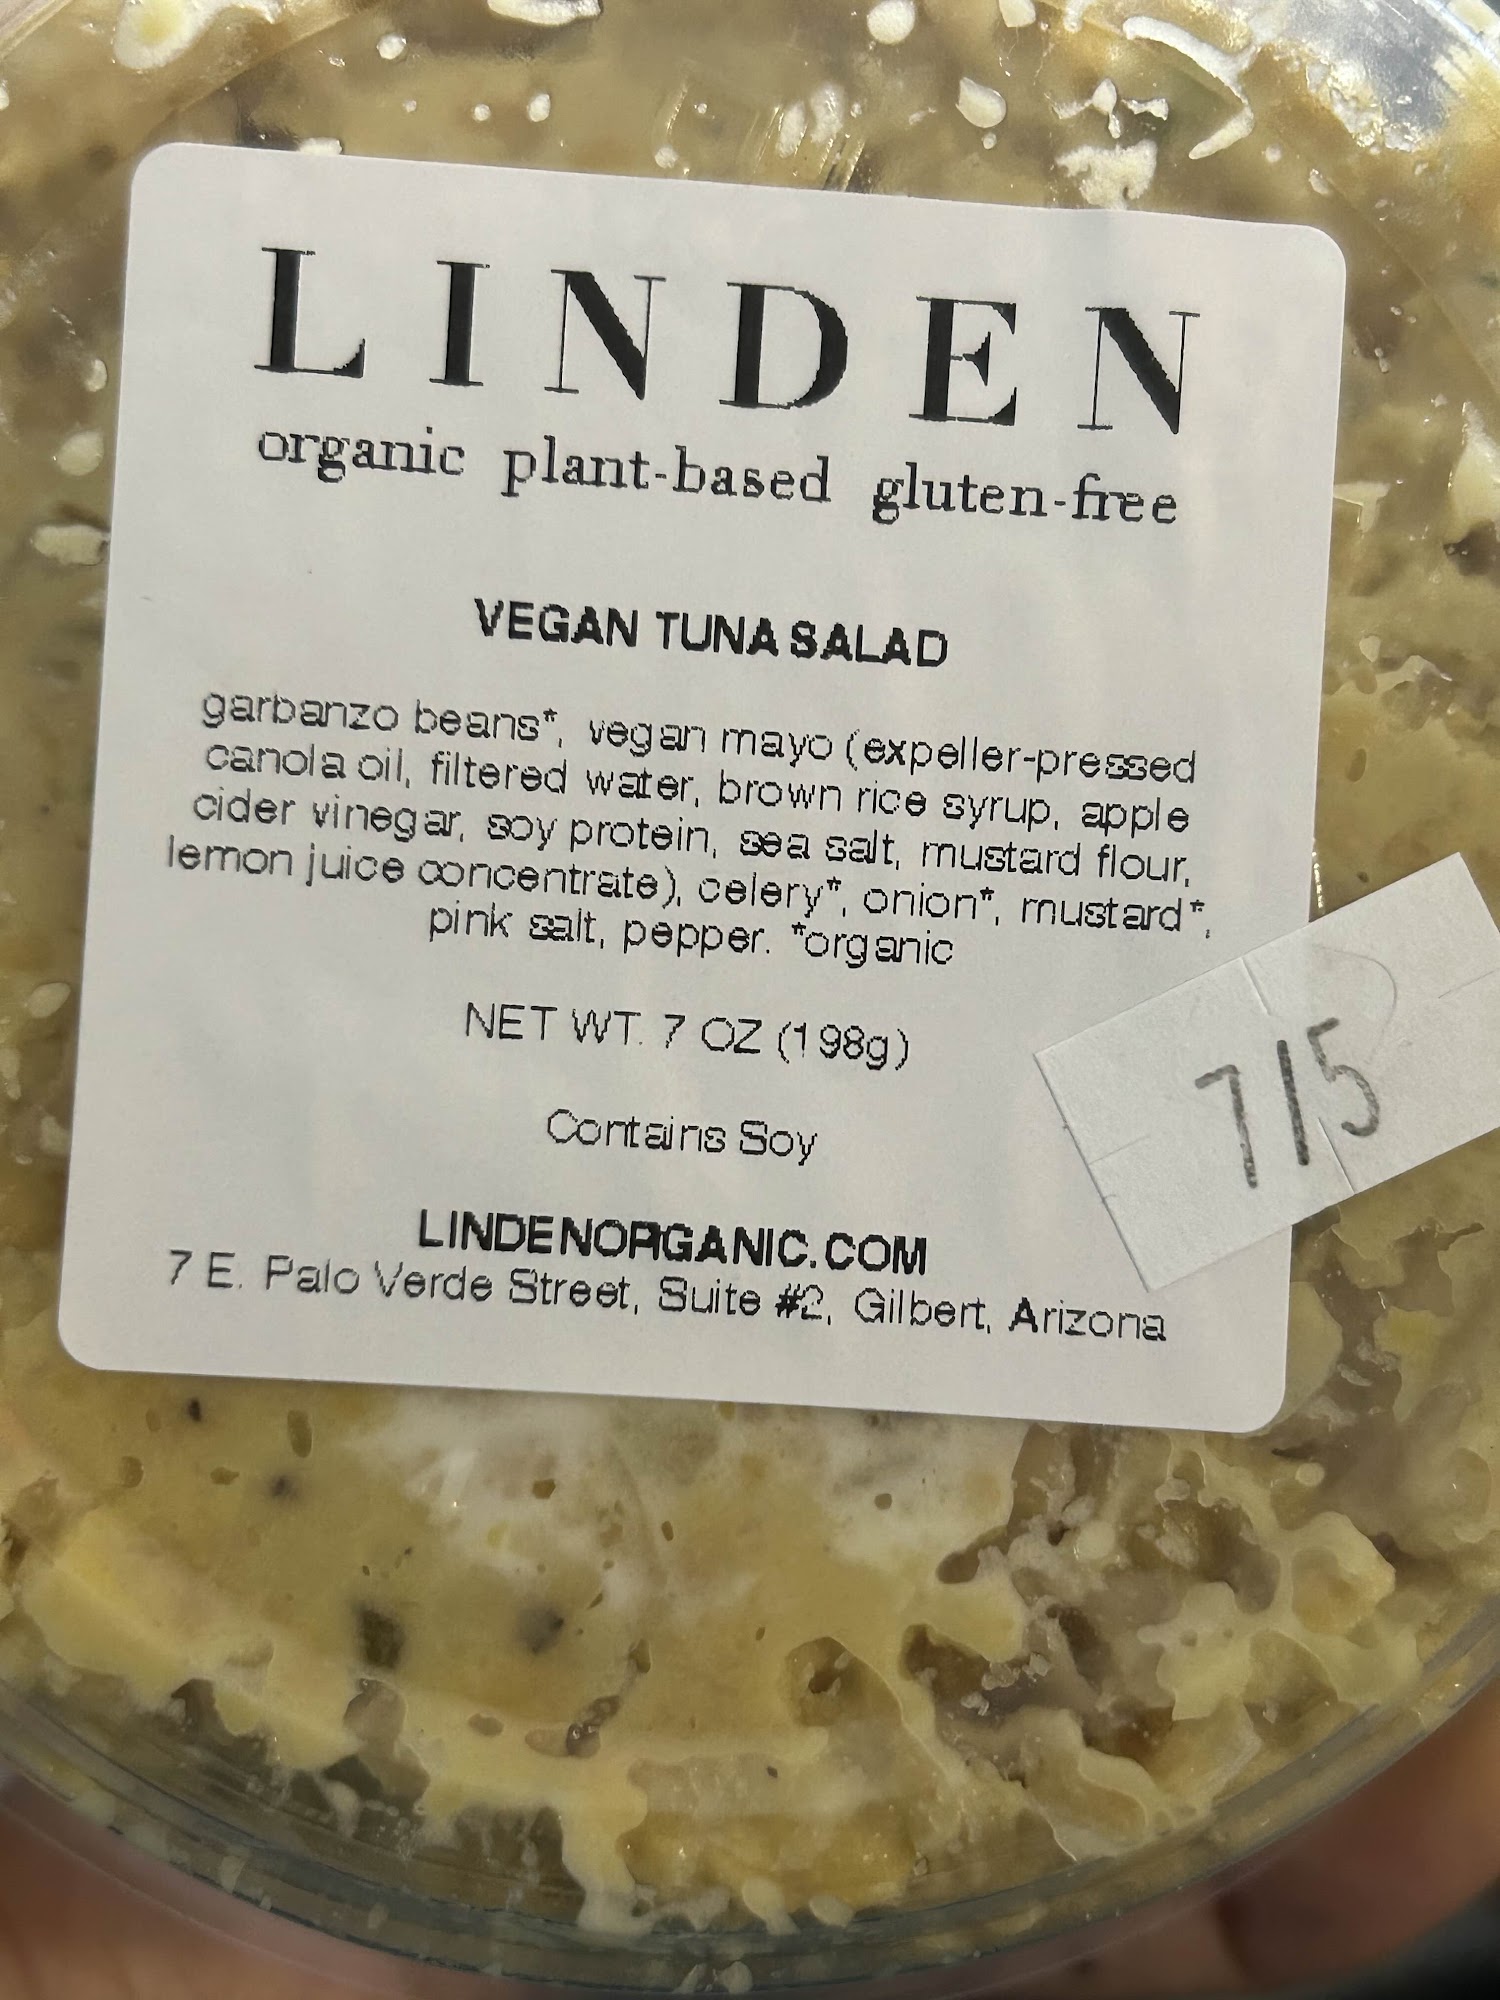 LINDEN
organic plant-based gluten-free
VEGAN TUNA SALAD
garbanzo beans*, vegan mayo (expeller-pressed
canola oil, filtered water, brown rice syrup, apple
cider vinegar, soy protein, sea salt, mustard flour,
lemon juice concentrate), celery*, onion*, mustard*,
pink salt, pepper. *organic
NET WT. 7 OZ (198g)
Contains Soy
7/5
LINDENORGANIC.COM
7 E. Palo Verde Street, Suite #2, Gilbert, Arizona